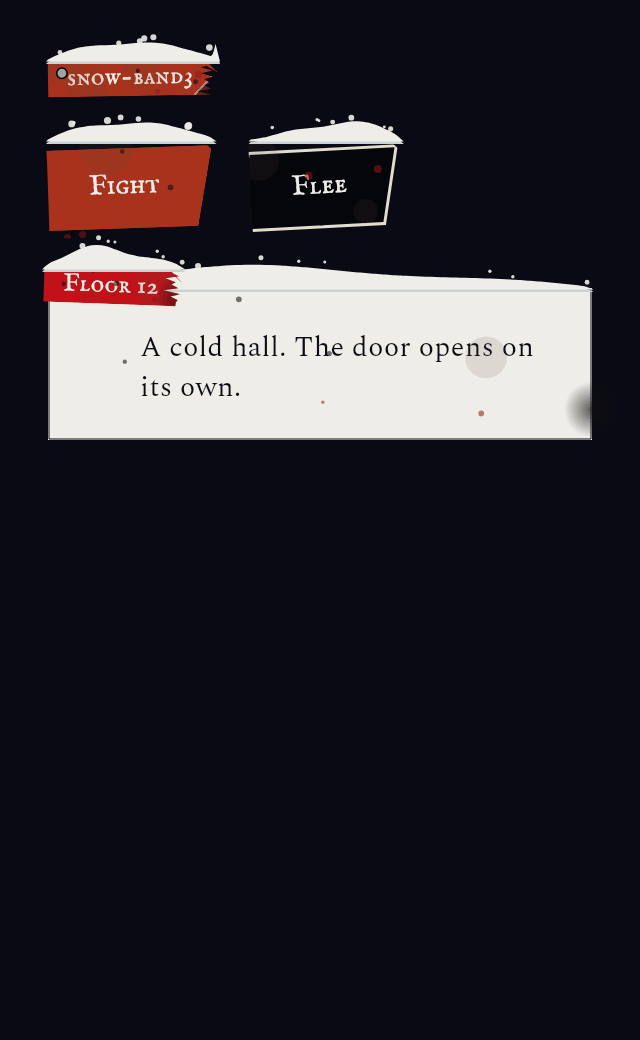 SNOW-BAND3
FIGHT
FLEE
FLOOR 12
A cold hall. The door opens on
its own.